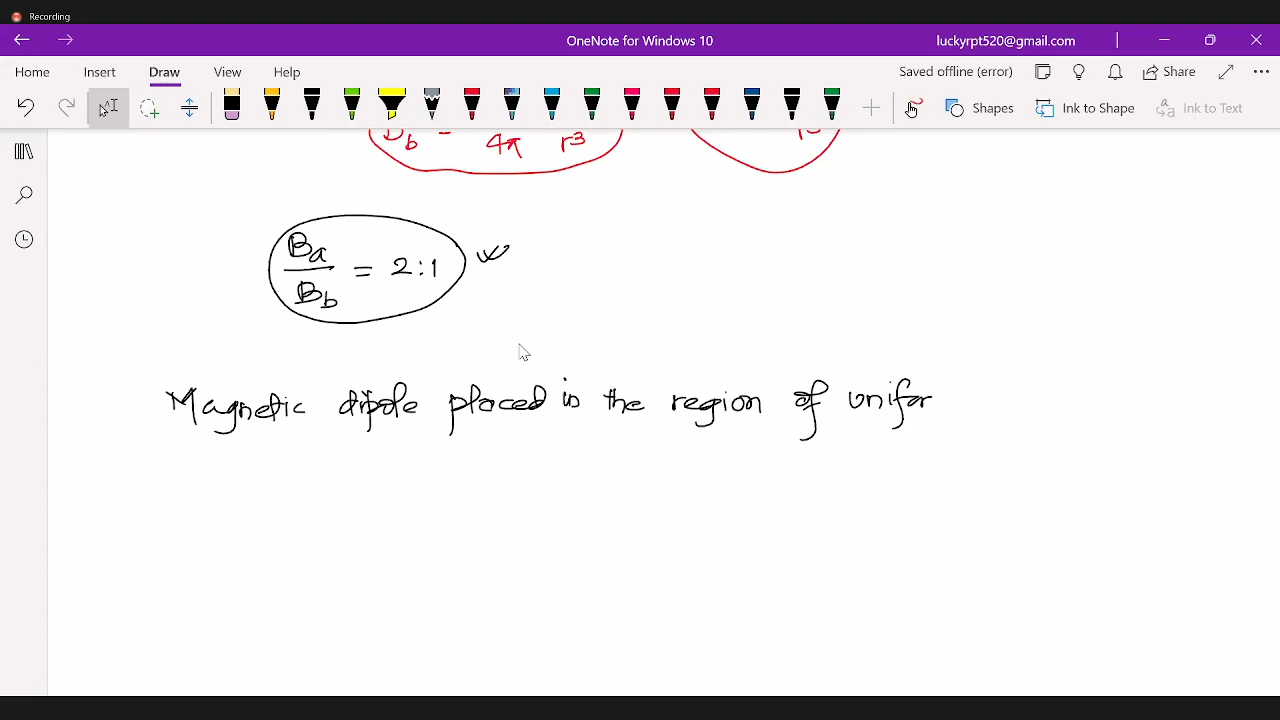 Recording
OneNote for Windows 10
luckyrpt520@gmail.com
Home Insert Draw View Help
Saved offline (error)
Share
Shapes
Ink to Shape
Ink to Text
4π r³
Ba
Bb = 2:1
Magnetic dipole placed in the region of unifor